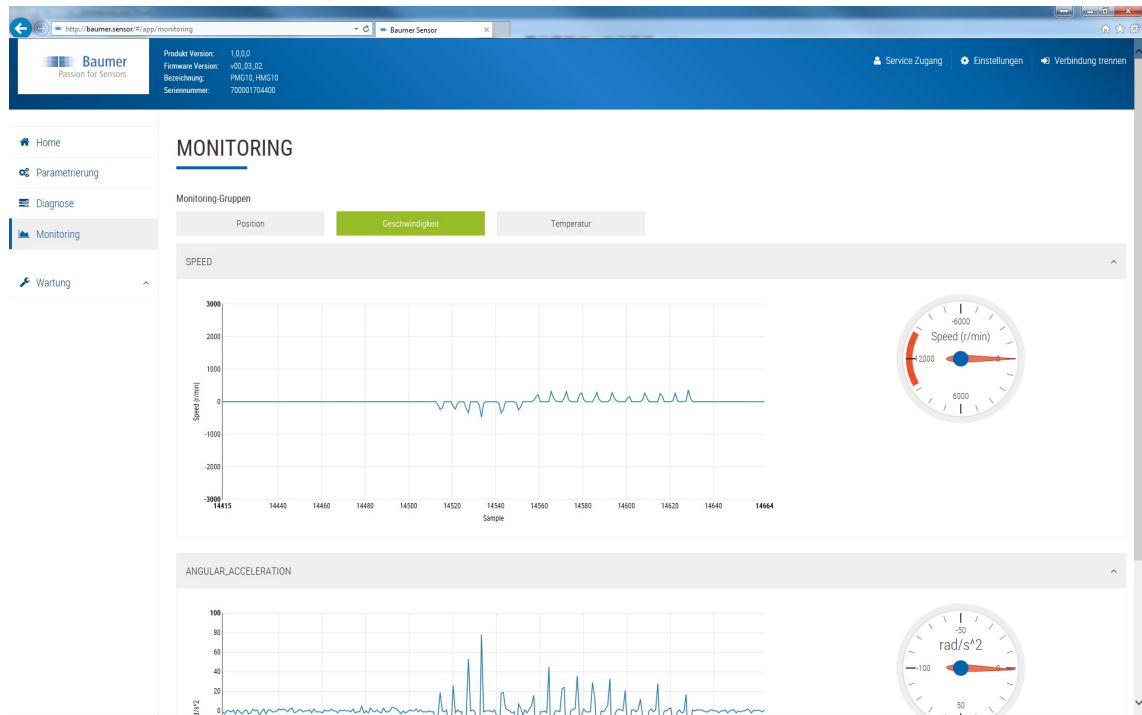 http://baumer.sensor/#/app/monitoring
Baumer Sensor
Baumer
Passion for Sensors
Produkt Version: 1,0,0,0
Firmware Version: v00_03_02
Bezeichnung: PMG10, HMG10
Seriennummer: 700001704400
Service Zugang
Einstellungen
Verbindung trennen
Home
Parametrierung
Diagnose
Monitoring
Wartung
MONITORING
Monitoring-Gruppen
Position
Geschwindigkeit
Temperatur
SPEED
3000
2000
1000
0
-1000
-2000
-3000
Speed (r/min)
14415 14440 14460 14480 14500 14520 14540 14560 14580 14600 14620 14640 14664
Sample
-6000
Speed (r/min)
12000 0
6000
ANGULAR_ACCELERATION
100
80
60
40
20
0
-50
rad/s^2
-100 0
50